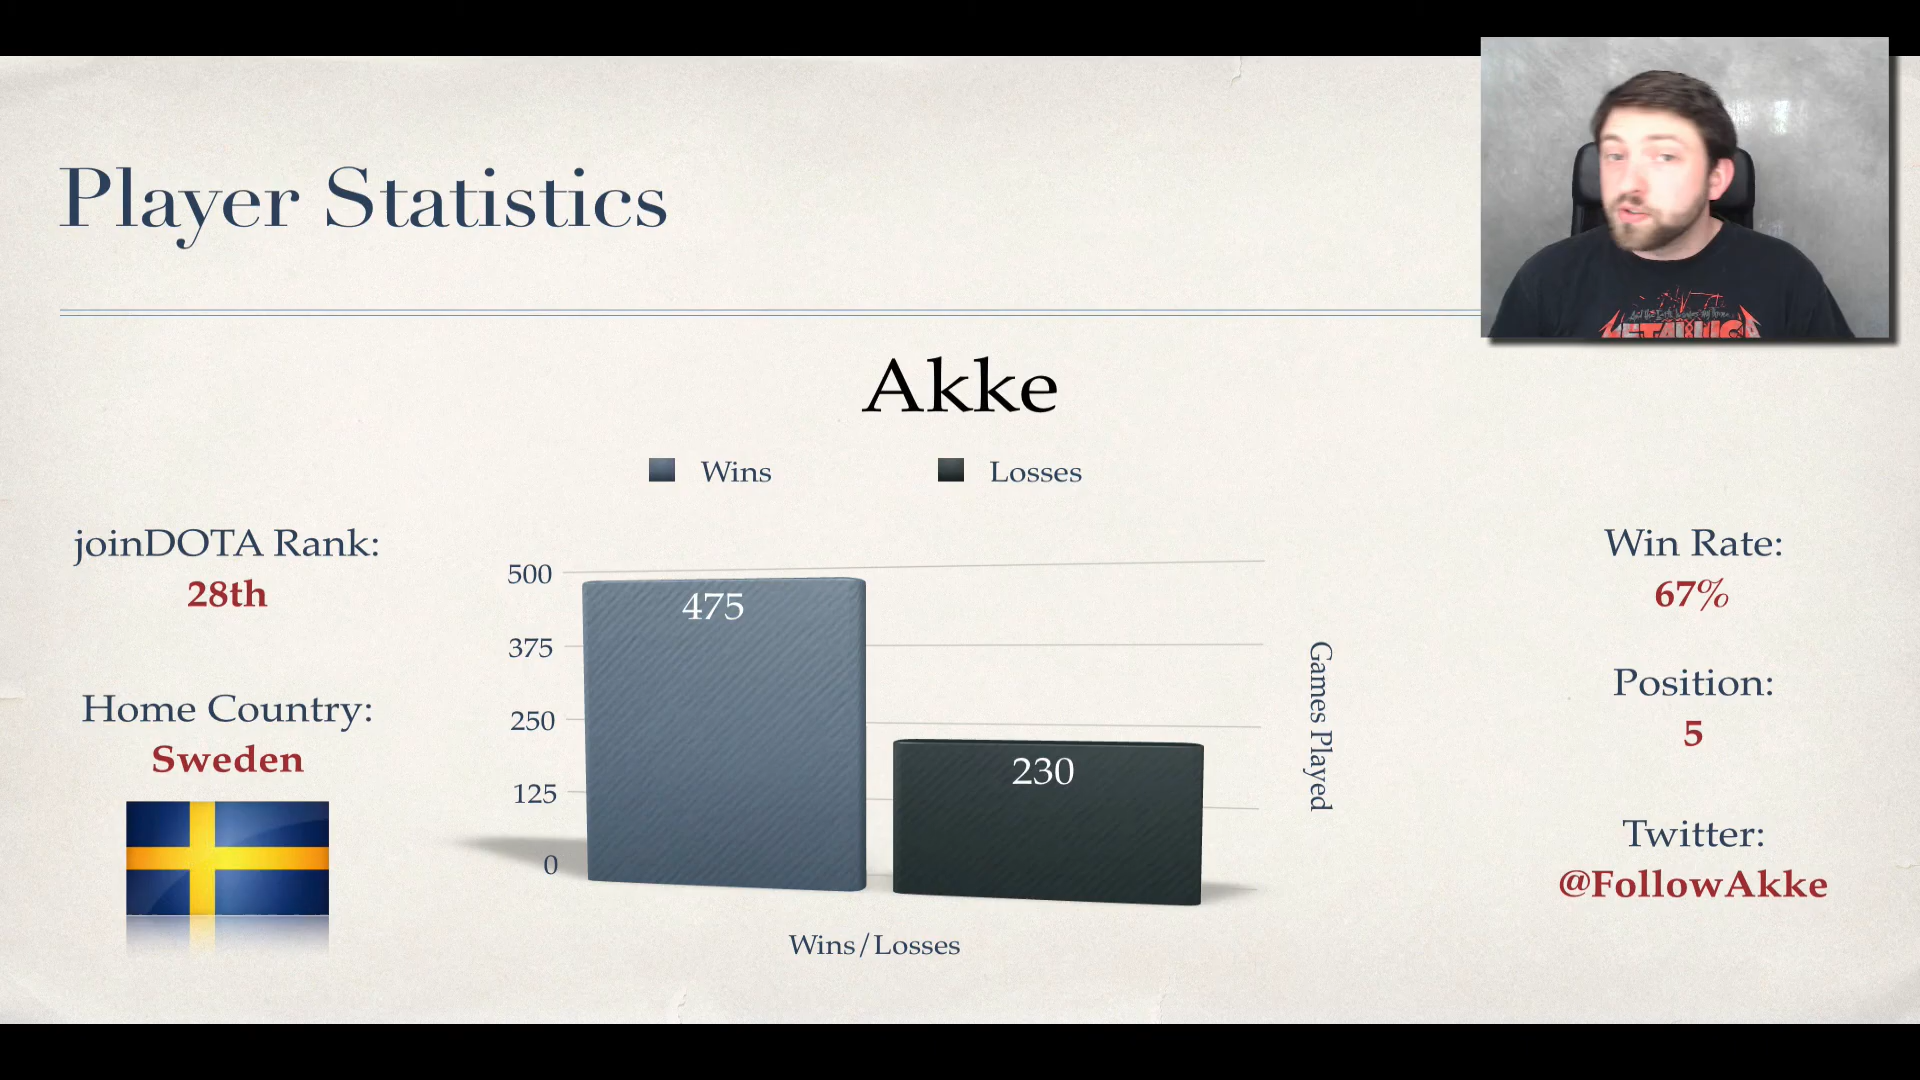 Player Statistics
METALLICA
Akke
Wins
Losses
joinDOTA Rank:
28th
Home Country:
Sweden
500
375
250
125
0
475
230
Games Played
Wins/Losses
Win Rate:
67%
Position:
5
Twitter:
@FollowAkke